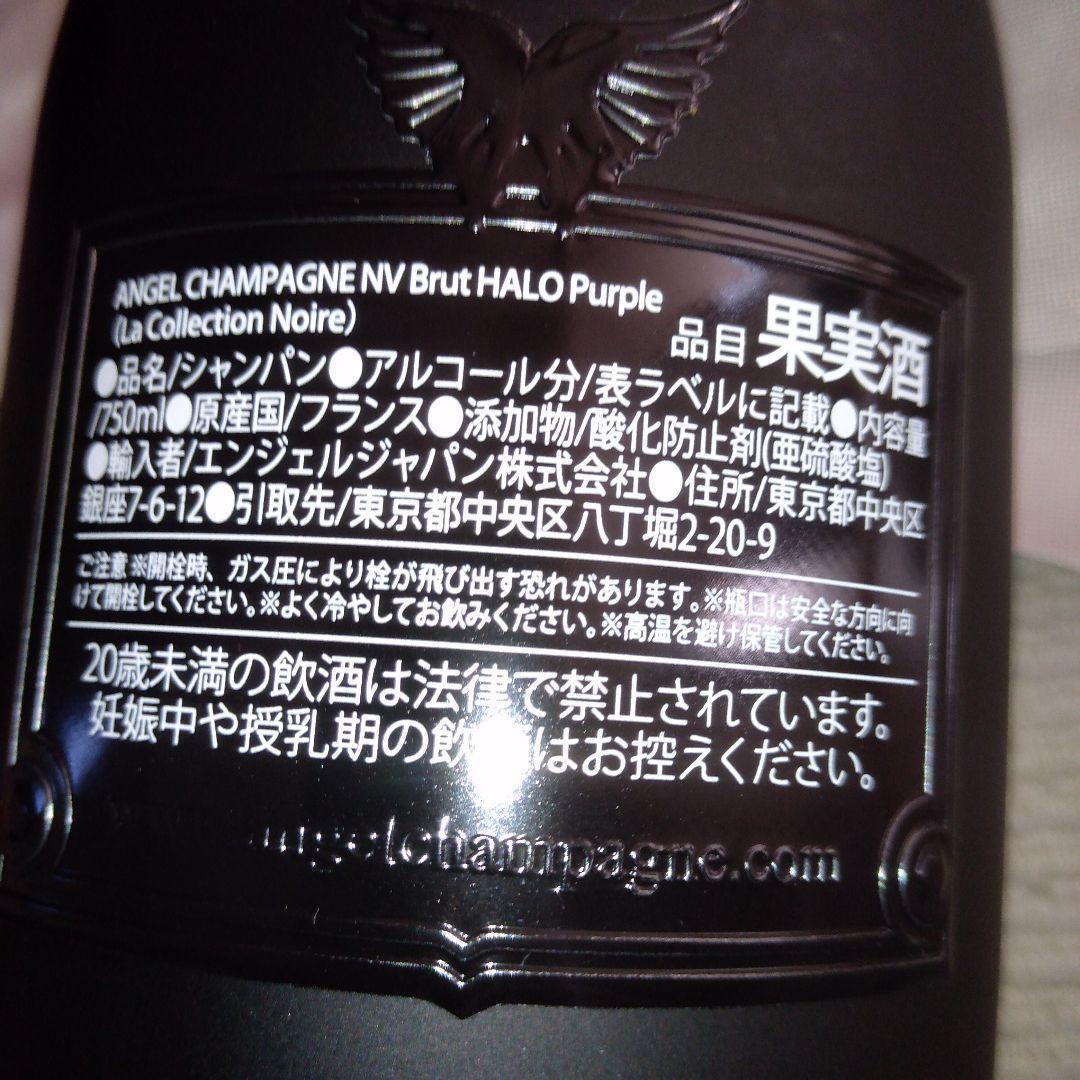 ANGEL CHAMPAGNE NV Brut HALO Purple
(La Collection Noire)
品目 果実酒
●品名/シャンパン●アルコール分/表ラベルに記載●内容量
/750ml●原産国/フランス●添加物/酸化防止剤(亜硫酸塩)
●輸入者/エンジェルジャパン株式会社●住所/東京都中央区
銀座7-6-12●引取先/東京都中央区八丁堀2-20-9
ご注意 ※開栓時、ガス圧により栓が飛び出す恐れがあります。※瓶口は安全な方向に向
けて開栓してください。※よく冷やしてお飲みください。※高温を避け保管してください。
20歳未満の飲酒は法律で禁止されています。
妊娠中や授乳期の飲 はお控えください。
angelchampagne.com